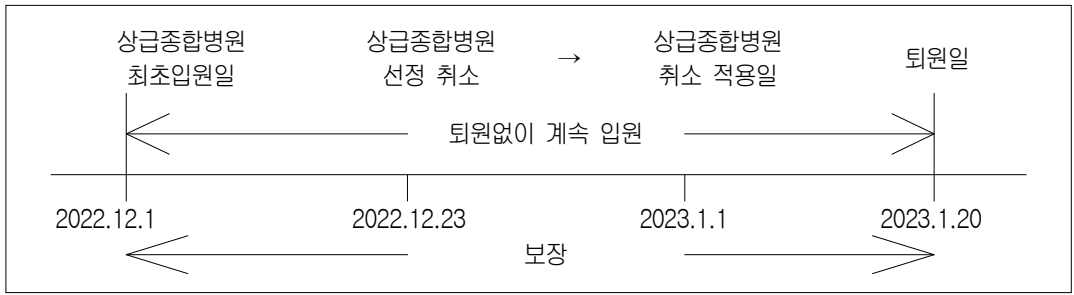 상급종합병원
최초입원일
상급종합병원
선정 취소
→
상급종합병원
취소 적용일
퇴원일
퇴원없이 계속 입원
2022.12.1
2022.12.23
2023.1.1
2023.1.20
보장